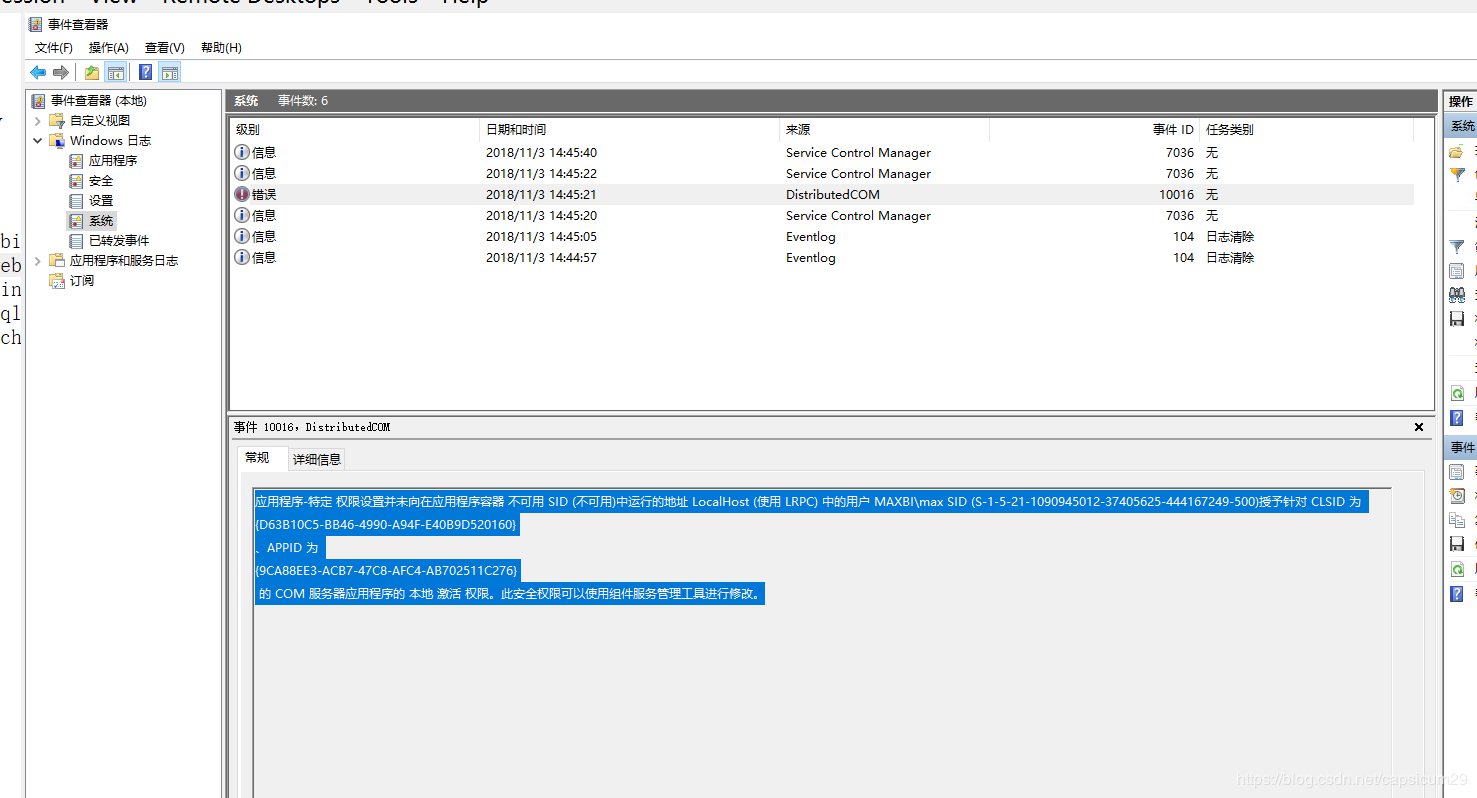 View Remote Desktops Tools Help
事件查看器
文件(F) 操作(A) 查看(V) 帮助(H)
事件查看器 (本地)
自定义视图
Windows 日志
应用程序
安全
设置
系统
已转发事件
应用程序和服务日志
订阅
bi
eb
in
ql
ch
系统 事件数: 6
级别 日期和时间 来源 事件 ID 任务类别
信息 2018/11/3 14:45:40 Service Control Manager 7036 无
信息 2018/11/3 14:45:22 Service Control Manager 7036 无
错误 2018/11/3 14:45:21 DistributedCOM 10016 无
信息 2018/11/3 14:45:20 Service Control Manager 7036 无
信息 2018/11/3 14:45:05 Eventlog 104 日志清除
信息 2018/11/3 14:44:57 Eventlog 104 日志清除
事件 10016，DistributedCOM
常规 详细信息
应用程序-特定 权限设置并未向在应用程序容器 不可用 SID (不可用)中运行的地址 LocalHost (使用 LRPC) 中的用户 MAXBI\max SID (S-1-5-21-1090945012-37405625-444167249-500)授予针对 CLSID 为
{D63B10C5-BB46-4990-A94F-E40B9D520160}
、APPID 为
{9CA88EE3-ACB7-47C8-AFC4-AB702511C276}
的 COM 服务器应用程序的 本地 激活 权限。此安全权限可以使用组件服务管理工具进行修改。
操作
系统
事件
https://blog.csdn.net/capsicum29